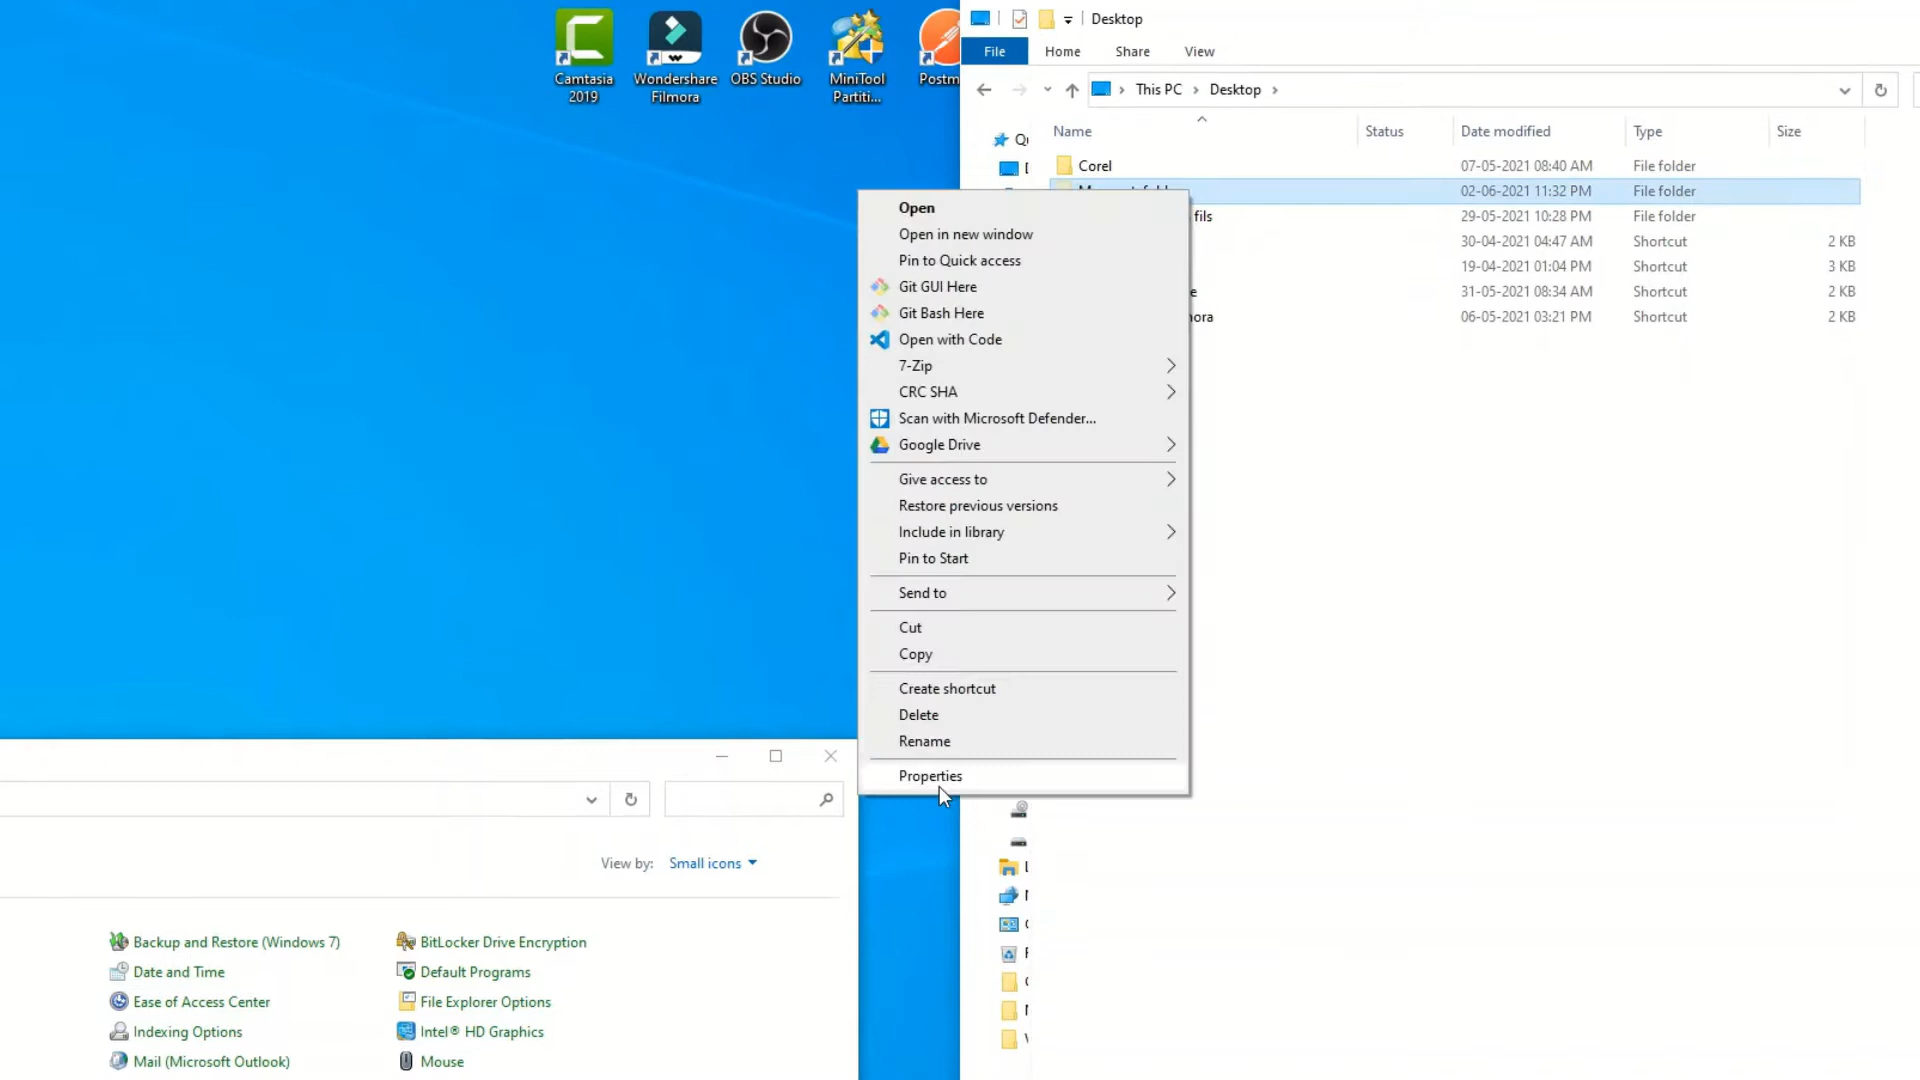 Camtasia
2019
Wondershare
Filmora
OBS Studio
MiniTool
Partiti...
Postm
Desktop
File
Home
Share
View
This PC
Desktop
Name
Status
Date modified
Type
Size
Corel
07-05-2021 08:40 AM
File folder
02-06-2021 11:32 PM
File folder
fils
29-05-2021 10:28 PM
File folder
30-04-2021 04:47 AM
Shortcut
2 KB
19-04-2021 01:04 PM
Shortcut
3 KB
e
31-05-2021 08:34 AM
Shortcut
2 KB
nora
06-05-2021 03:21 PM
Shortcut
2 KB
Open
Open in new window
Pin to Quick access
Git GUI Here
Git Bash Here
Open with Code
7-Zip
CRC SHA
Scan with Microsoft Defender...
Google Drive
Give access to
Restore previous versions
Include in library
Pin to Start
Send to
Cut
Copy
Create shortcut
Delete
Rename
Properties
View by:
Small icons
Backup and Restore (Windows 7)
BitLocker Drive Encryption
Date and Time
Default Programs
Ease of Access Center
File Explorer Options
Indexing Options
Intel® HD Graphics
Mail (Microsoft Outlook)
Mouse